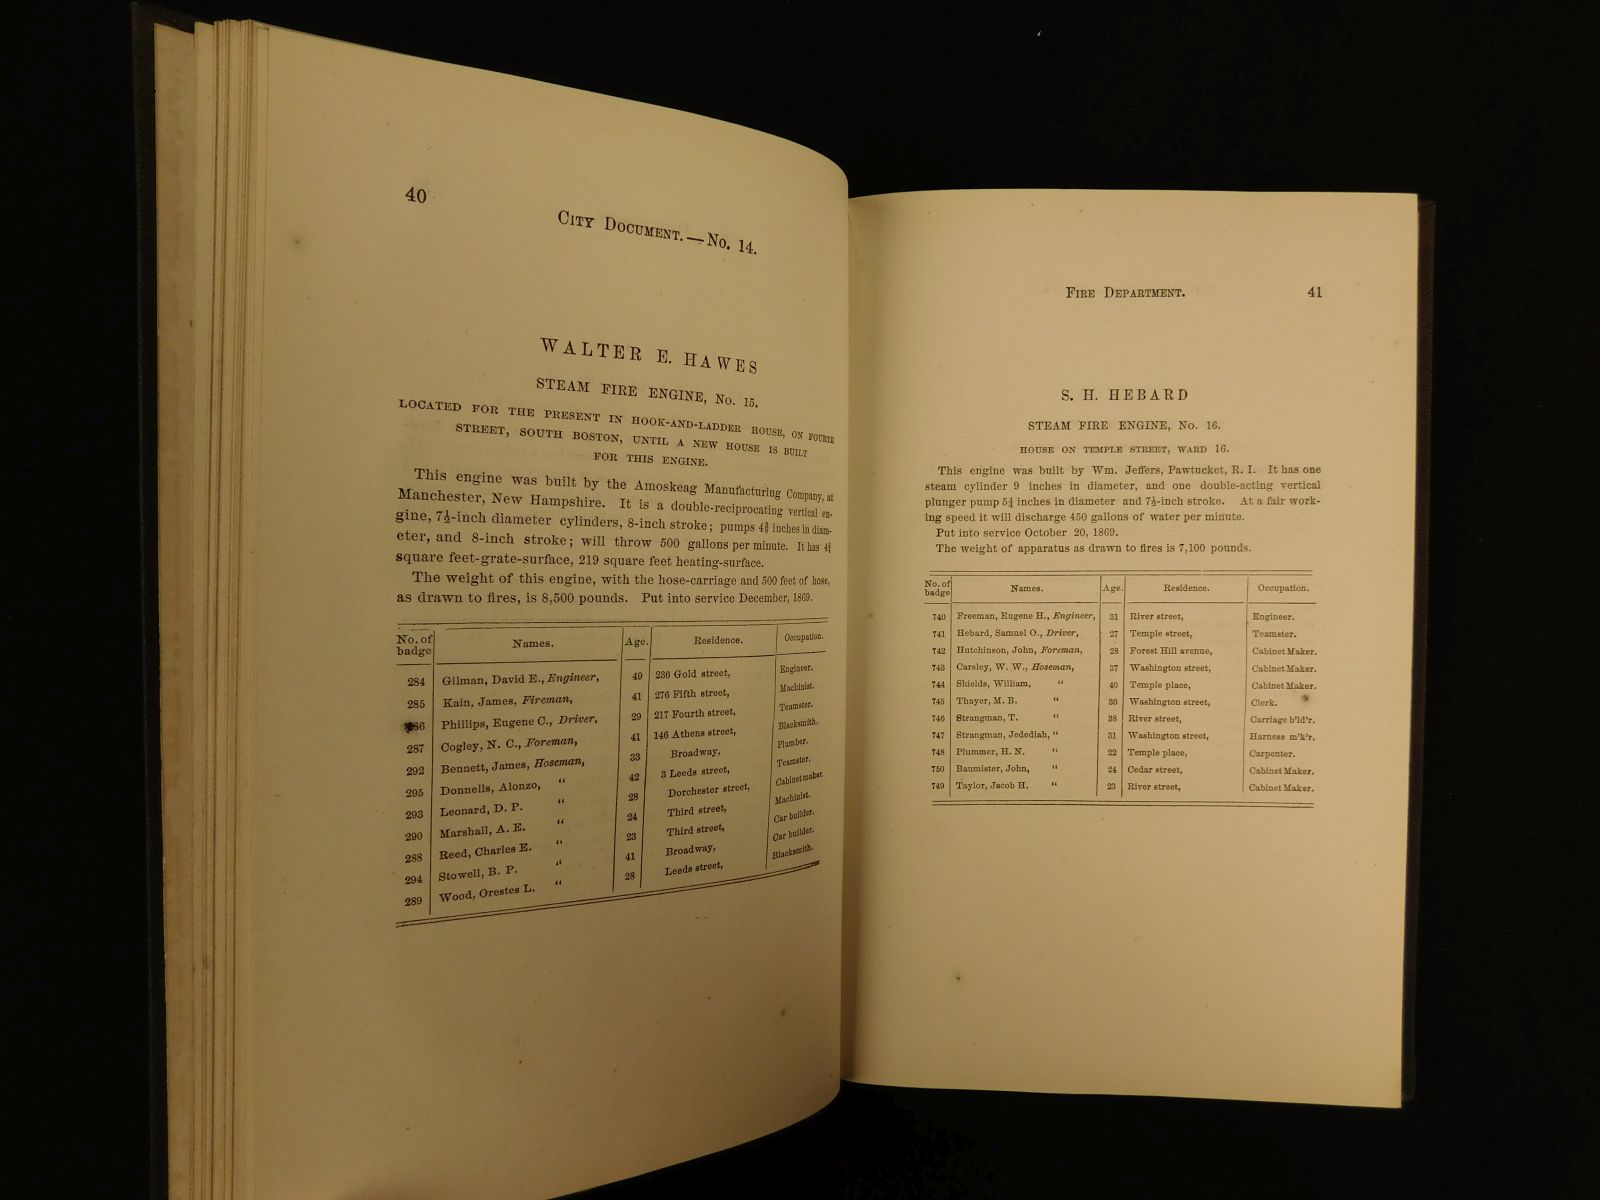 40
City Document.—No. 14.
WALTER E. HAWES
STEAM FIRE ENGINE, No. 15.
LOCATED FOR THE PRESENT IN HOOK-AND-LADDER HOUSE, ON FOURTH
STREET, SOUTH BOSTON, UNTIL A NEW HOUSE IS BUILT
FOR THIS ENGINE.
This engine was built by the Amoskeag Manufacturing Company, at
Manchester, New Hampshire. It is a double-reciprocating vertical en-
gine, 7½-inch diameter cylinders, 8-inch stroke; pumps 4⅜ inches in diam-
eter, and 8-inch stroke; will throw 500 gallons per minute. It has
square feet-grate-surface, 219 square feet heating-surface.
The weight of this engine, with the hose-carriage and 500 feet of hose,
as drawn to fires, is 8,500 pounds. Put into service December, 1869.
No. of badge Names. Age. Residence. Occupation.
284 Gilman, David E., Engineer, 49 236 Gold street, Engineer.
285 Kain, James, Fireman, 41 276 Fifth street, Machinist.
286 Phillips, Eugene C., Driver, 29 217 Fourth street, Teamster.
287 Cogley, N. C., Foreman, 41 146 Athens street, Blacksmith.
292 Bennett, James, Hoseman, 33 Broadway, Plumber.
295 Donnells, Alonzo, " 42 3 Leeds street, Teamster.
293 Leonard, D. P. " 28 Dorchester street, Cabinetmaker.
290 Marshall, A. E. " 24 Third street, Machinist.
288 Reed, Charles E. " 23 Third street, Car builder.
294 Stowell, B. P. " 41 Broadway, Car builder.
289 Wood, Orestes L. " 28 Leeds street, Blacksmith.
Fire Department. 41
S. H. HEBARD
STEAM FIRE ENGINE, No. 16.
HOUSE ON TEMPLE STREET, WARD 16.
This engine was built by Wm. Jeffers, Pawtucket, R. I. It has one
steam cylinder 9 inches in diameter, and one double-acting vertical
plunger pump 5¼ inches in diameter and 7½-inch stroke. At a fair work-
ing speed it will discharge 450 gallons of water per minute.
Put into service October 20, 1869.
The weight of apparatus as drawn to fires is 7,100 pounds.
No. of badge Names. Age. Residence. Occupation.
740 Freeman, Eugene H., Engineer, 31 River street, Engineer.
741 Hebard, Samuel O., Driver, 27 Temple street, Teamster.
742 Hutchinson, John, Foreman, 28 Forest Hill avenue, Cabinet Maker.
743 Carsley, W. W., Hoseman, 37 Washington street, Cabinet Maker.
744 Shields, William, " 40 Temple place, Cabinet Maker.
745 Thayer, M. B. " 30 Washington street, Clerk.
746 Strangman, T. " 38 River street, Carriage b'ld'r.
747 Strangman, Jedediah, " 31 Washington street, Harness m'k'r.
748 Plummer, H. N. " 22 Temple place, Carpenter.
750 Baumister, John, " 24 Cedar street, Cabinet Maker.
749 Taylor, Jacob H. " 23 River street, Cabinet Maker.